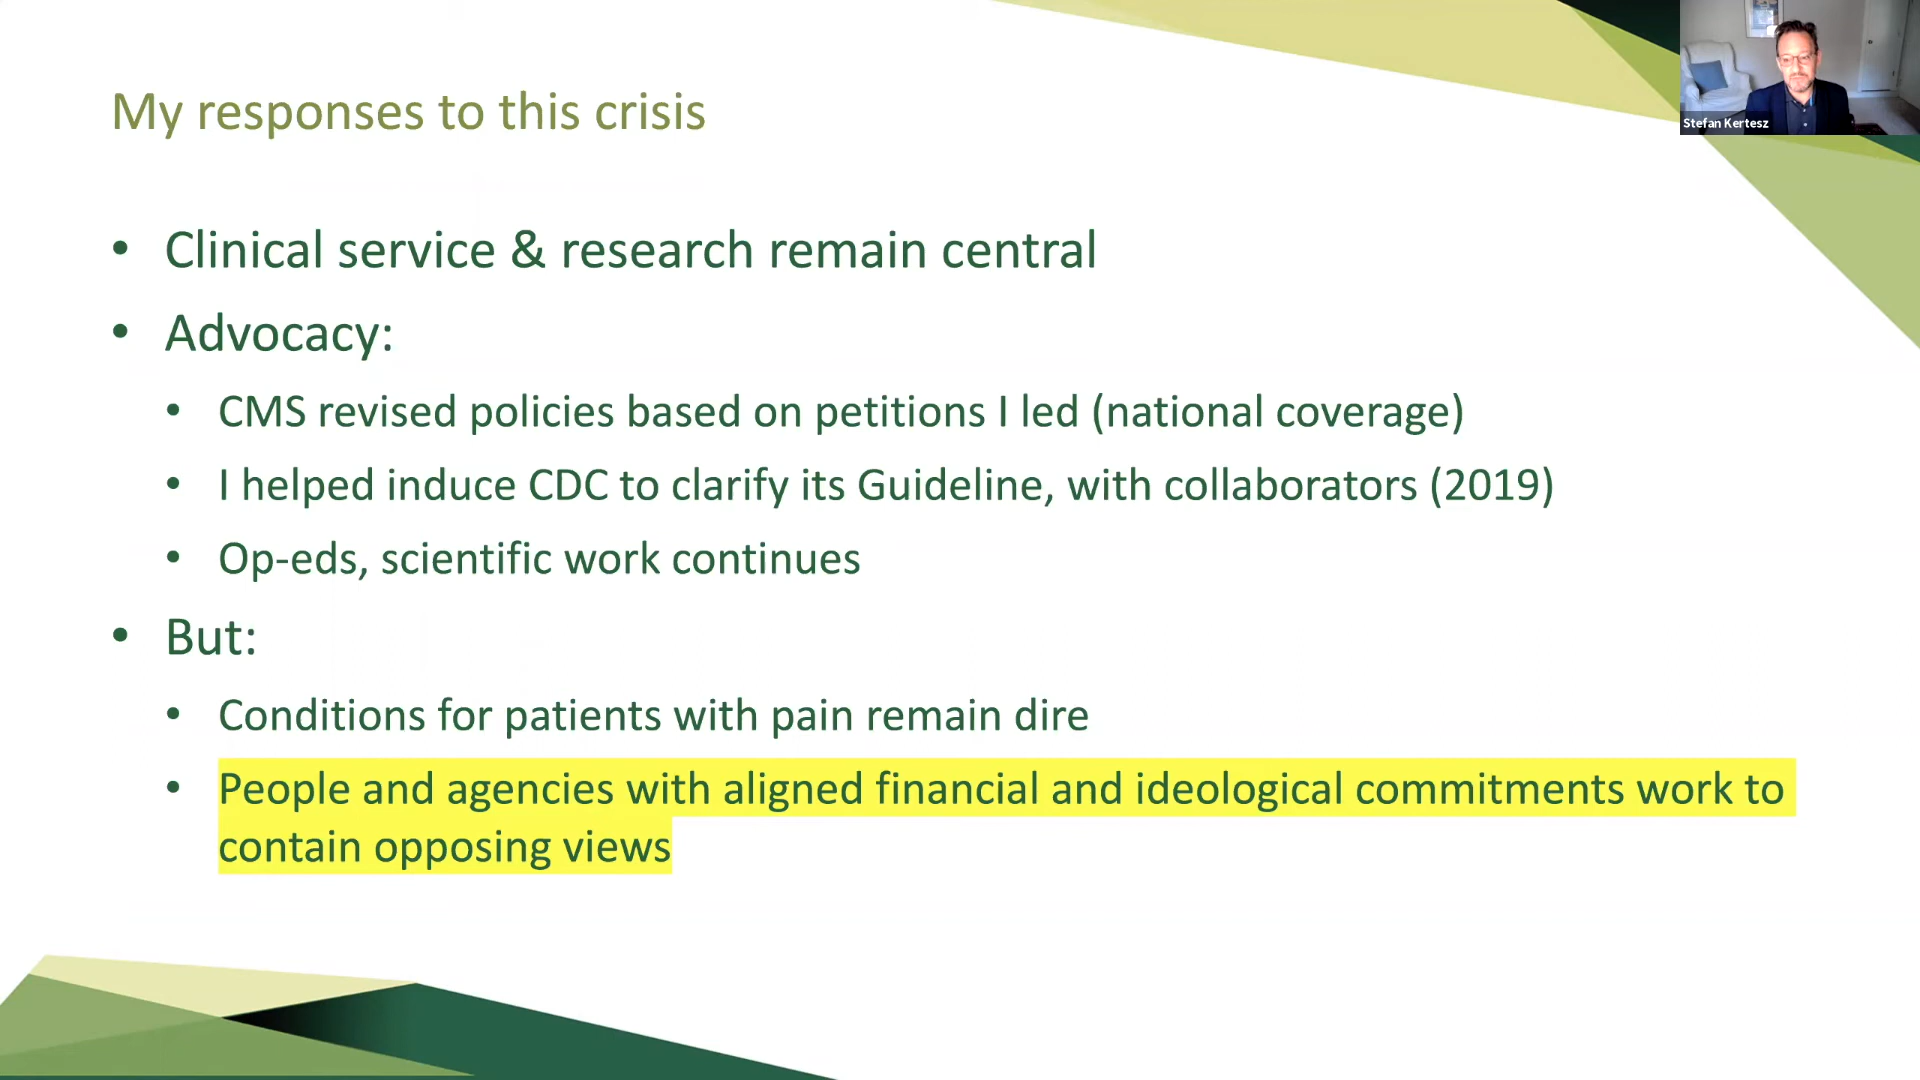 Stefan Kertesz
My responses to this crisis
• Clinical service & research remain central
• Advocacy:
• CMS revised policies based on petitions I led (national coverage)
• I helped induce CDC to clarify its Guideline, with collaborators (2019)
• Op-eds, scientific work continues
• But:
• Conditions for patients with pain remain dire
• People and agencies with aligned financial and ideological commitments work to
contain opposing views